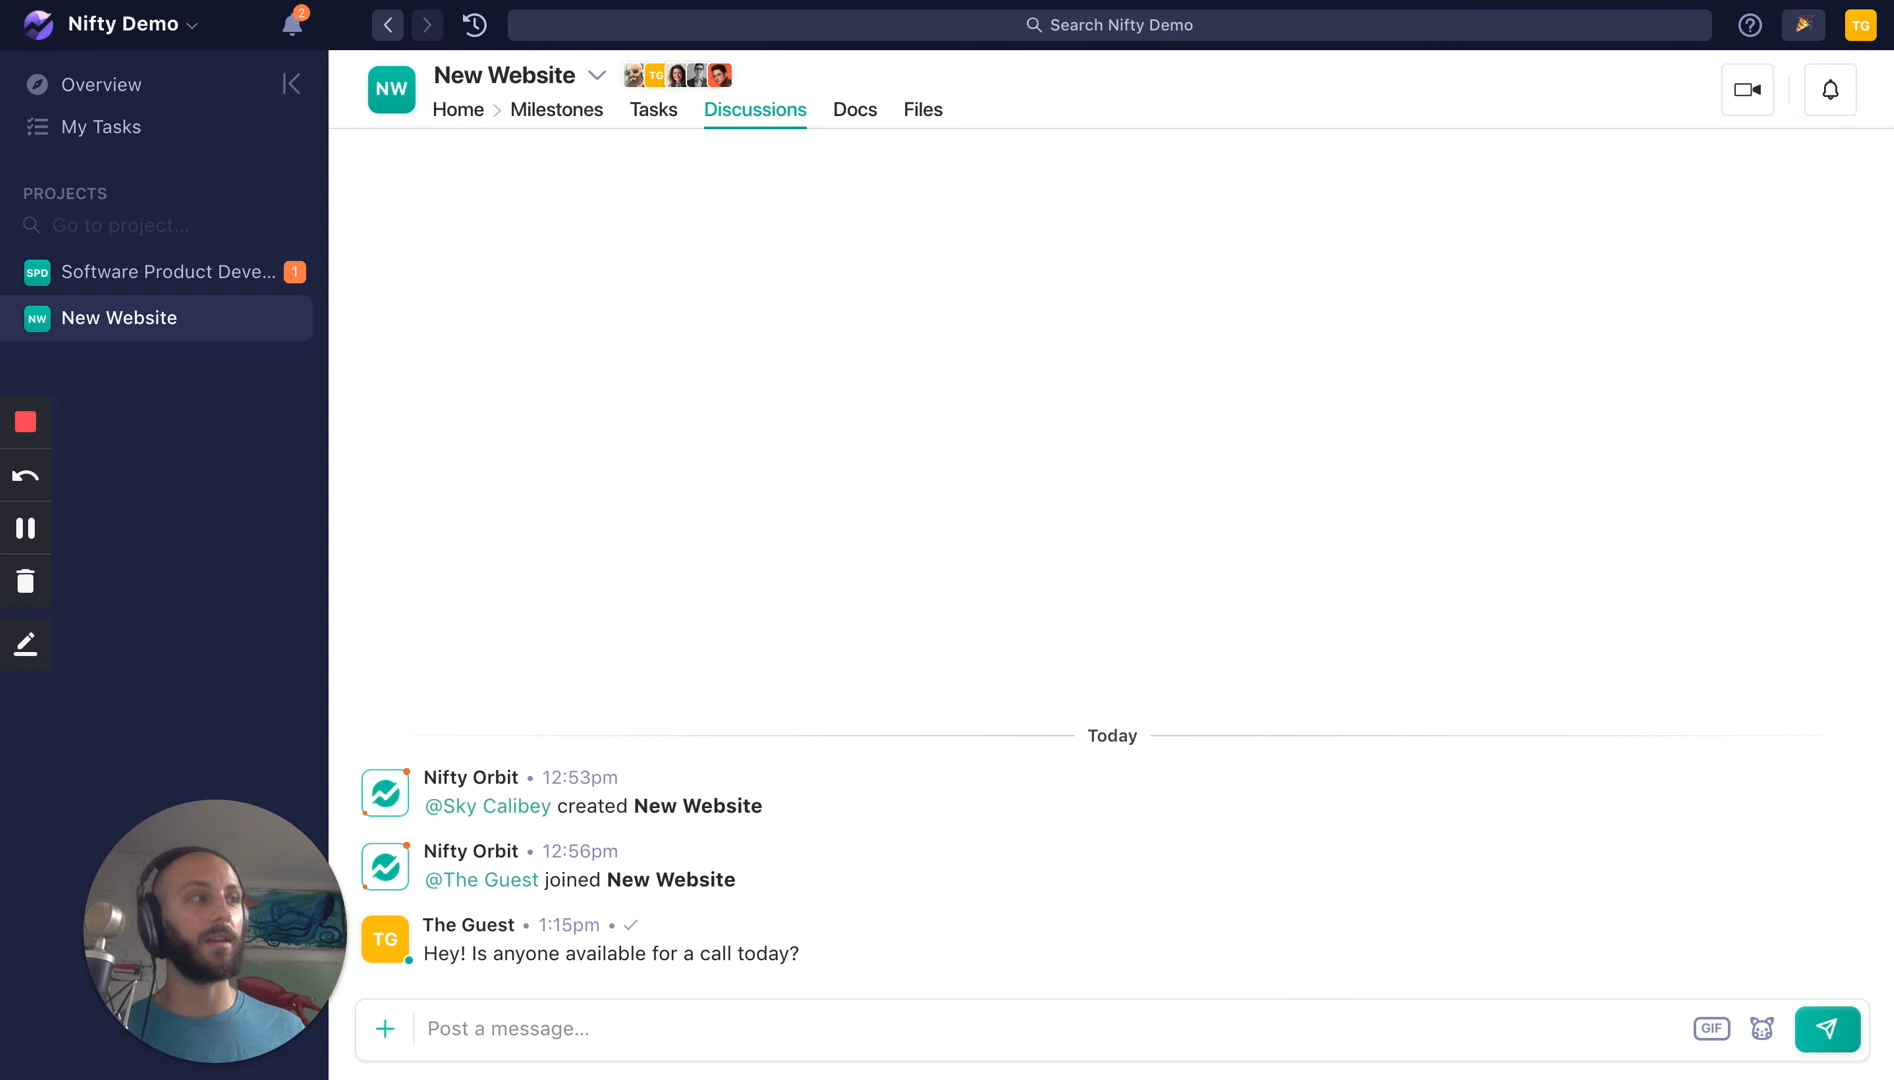 Nifty Demo
2
Search Nifty Demo
TG
Overview
My Tasks
PROJECTS
Go to project...
SPD Software Product Deve... 1
NW New Website
NW
New Website
TG
Home Milestones Tasks Discussions Docs Files
Today
Nifty Orbit • 12:53pm
@Sky Calibey created New Website
Nifty Orbit • 12:56pm
@The Guest joined New Website
TG
The Guest • 1:15pm •
Hey! Is anyone available for a call today?
Post a message...
GIF